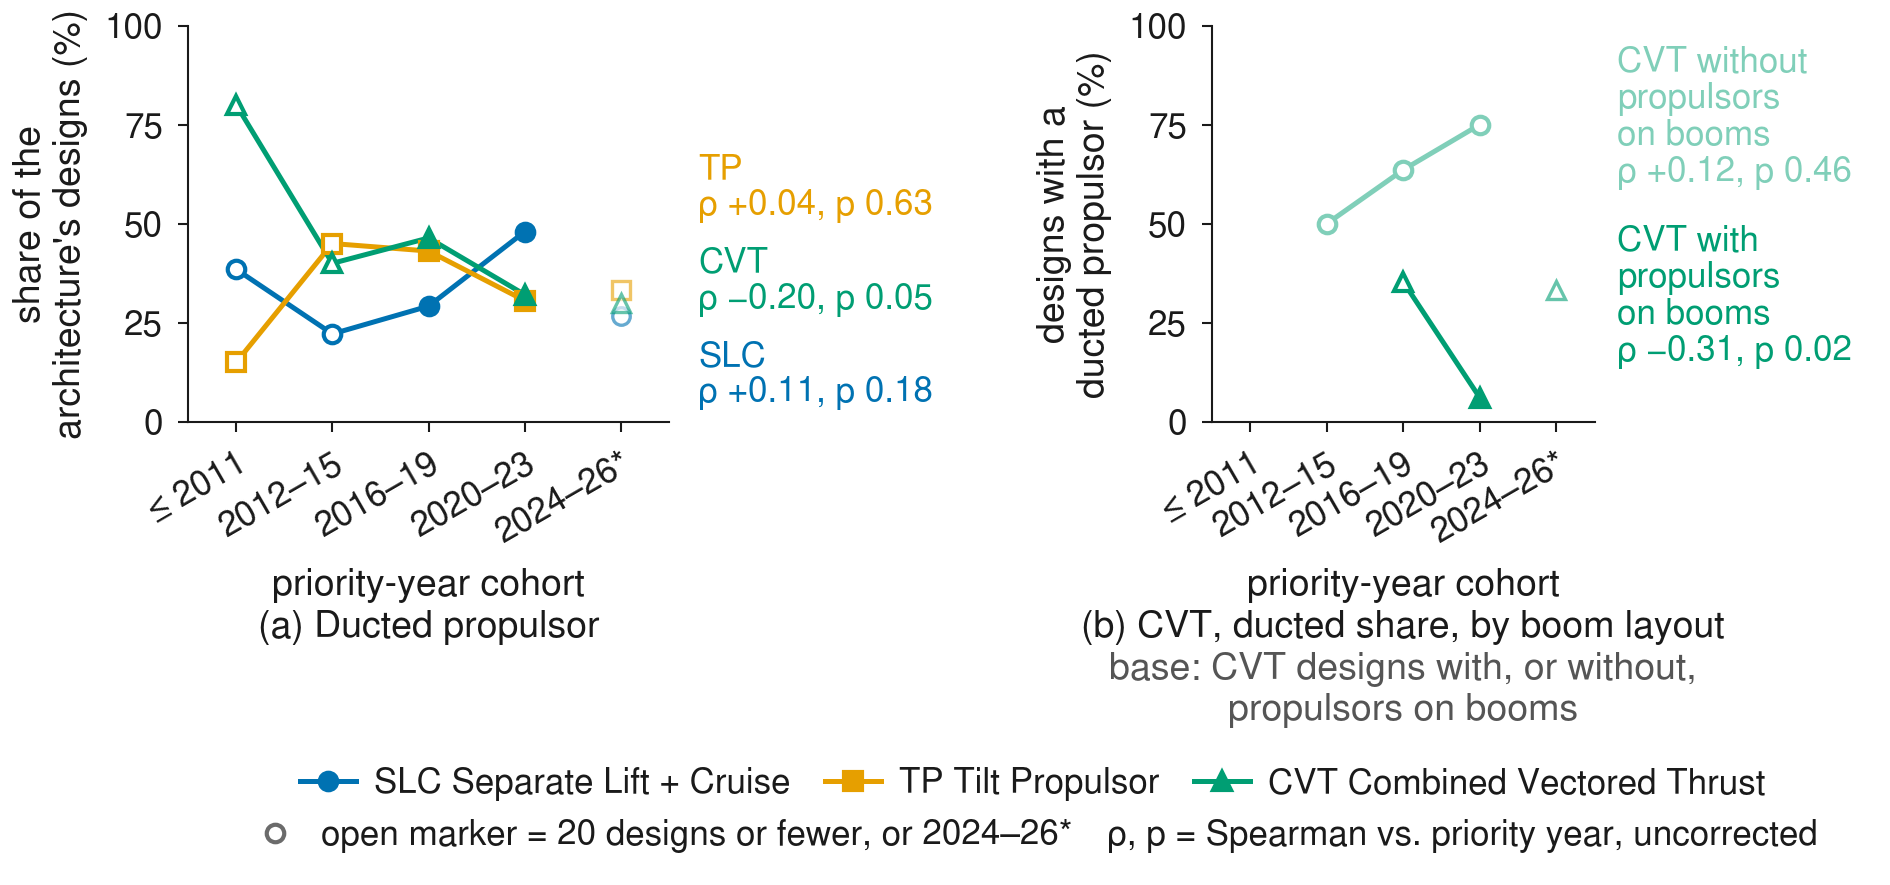 share of the
architecture's designs (%)
100
75
50
25
0
≤ 2011
2012–15
2016–19
2020–23
2024–26*
priority-year cohort
(a) Ducted propulsor
TP
ρ +0.04, p 0.63
CVT
ρ −0.20, p 0.05
SLC
ρ +0.11, p 0.18
designs with a
ducted propulsor (%)
100
75
50
25
0
≤ 2011
2012–15
2016–19
2020–23
2024–26*
priority-year cohort
(b) CVT, ducted share, by boom layout
base: CVT designs with, or without,
propulsors on booms
CVT without
propulsors
on booms
ρ +0.12, p 0.46
CVT with
propulsors
on booms
ρ −0.31, p 0.02
SLC Separate Lift + Cruise
TP Tilt Propulsor
CVT Combined Vectored Thrust
open marker = 20 designs or fewer, or 2024–26*
ρ, p = Spearman vs. priority year, uncorrected